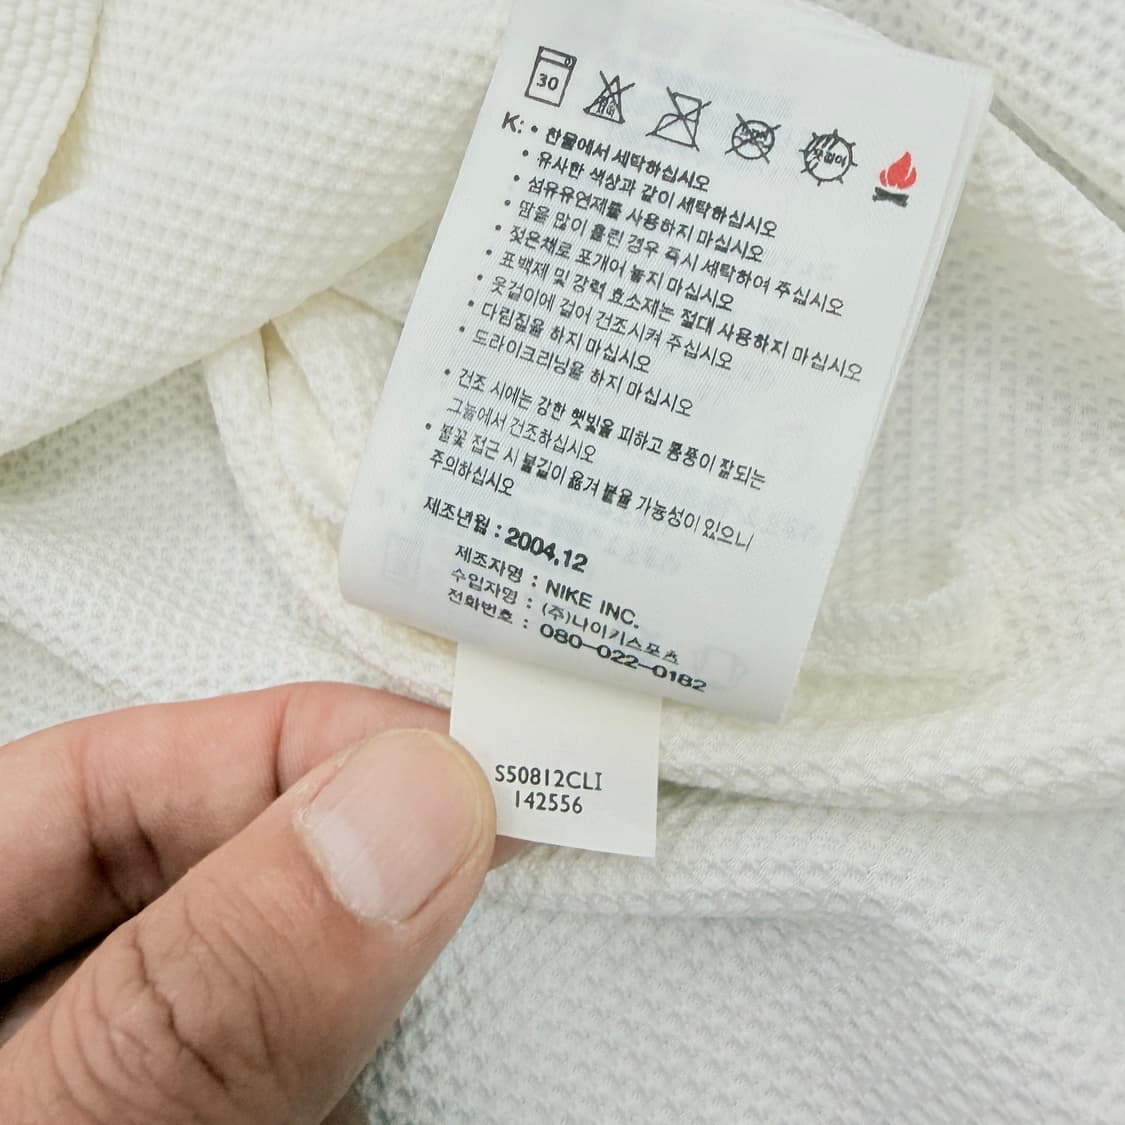 30
K: • 찬물에서 세탁하십시오
• 유사한 색상과 같이 세탁하십시오
• 섬유유연제를 사용하지 마십시오
• 땀을 많이 흘린 경우 즉시 세탁하여 주십시오
• 젖은채로 포개어 놓지 마십시오
• 표백제 및 강력 효소제는 절대 사용하지 마십시오
• 옷걸이에 걸어 건조시켜 주십시오
• 다림질을 하지 마십시오
• 드라이크리닝을 하지 마십시오
• 건조 시에는 강한 햇빛을 피하고 통풍이 잘되는
그늘에서 건조하십시오
• 불꽃 접근 시 불길이 옮겨 붙을 가능성이 있으니
주의하십시오
제조년월 : 2004.12
제조자명 : NIKE INC.
수입자명 : (주)나이키스포츠
전화번호 : 080-022-0182
S50812CLI
142556